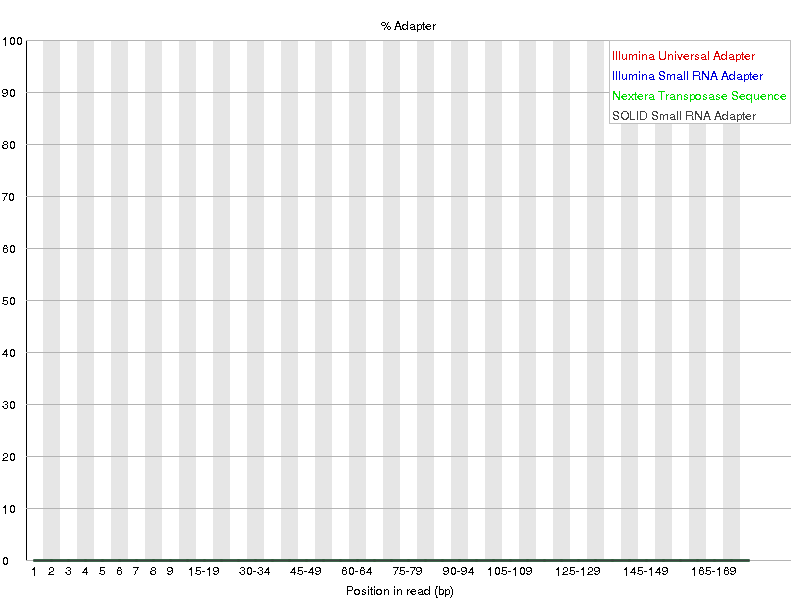 % Adapter
100
Illumina Universal Adapter
Illumina Small RNA Adapter
Nextera Transposase Sequence
SOLID Small RNA Adapter
90
80
70
60
50
40
30
20
10
0
1 2 3 4 5 6 7 8 9 15-19 30-34 45-49 60-64 75-79 90-94 105-109 125-129 145-149 165-169
Position in read (bp)